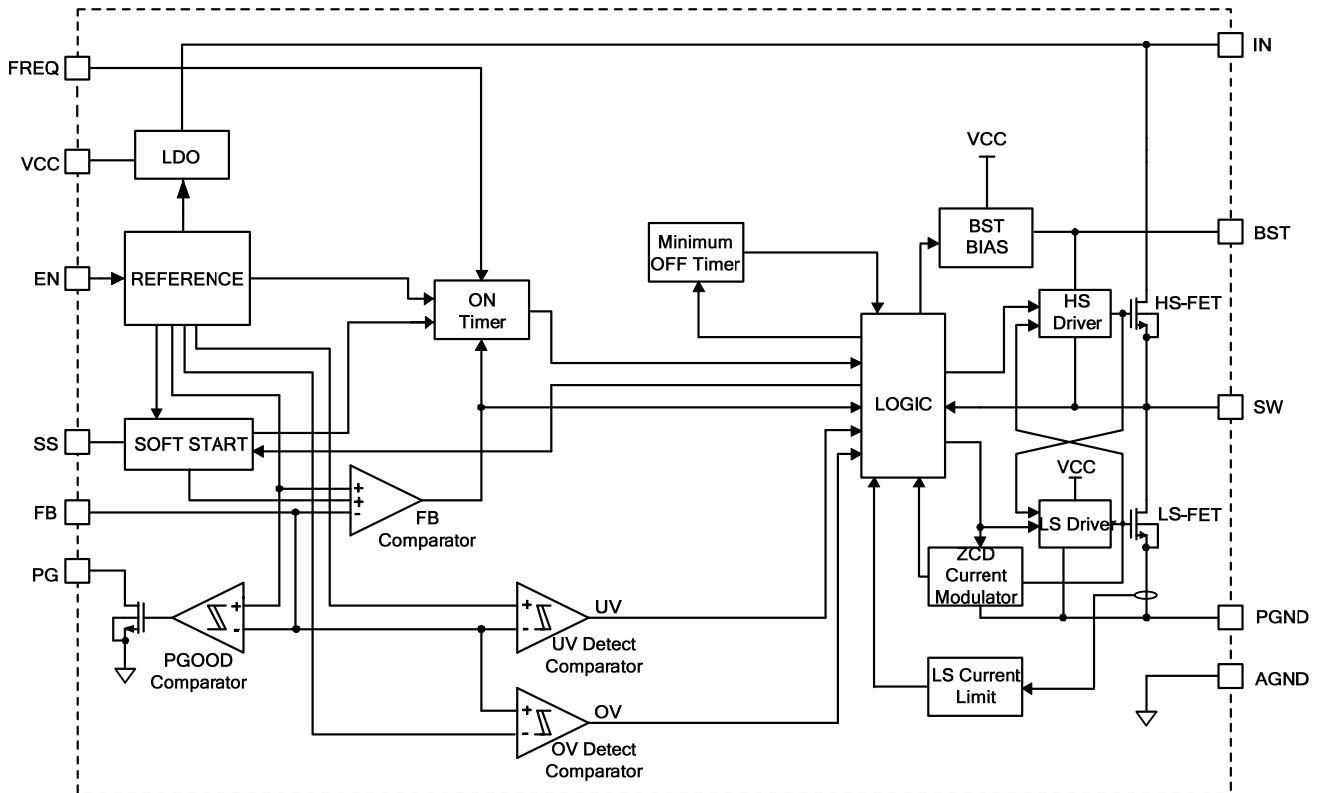 IN
FREQ
LDO
VCC
VCC
BST
BIAS
BST
Minimum
OFF Timer
EN
REFERENCE
ON
Timer
HS
Driver
HS-FET
LOGIC
SW
SS
SOFT START
VCC
FB
FB
Comparator
LS Driver
LS-FET
ZCD
Current
Modulator
PG
+
+
-
+
-
PGOOD
Comparator
+
-
UV
UV Detect
Comparator
PGND
LS Current
Limit
AGND
+
-
OV
OV Detect
Comparator